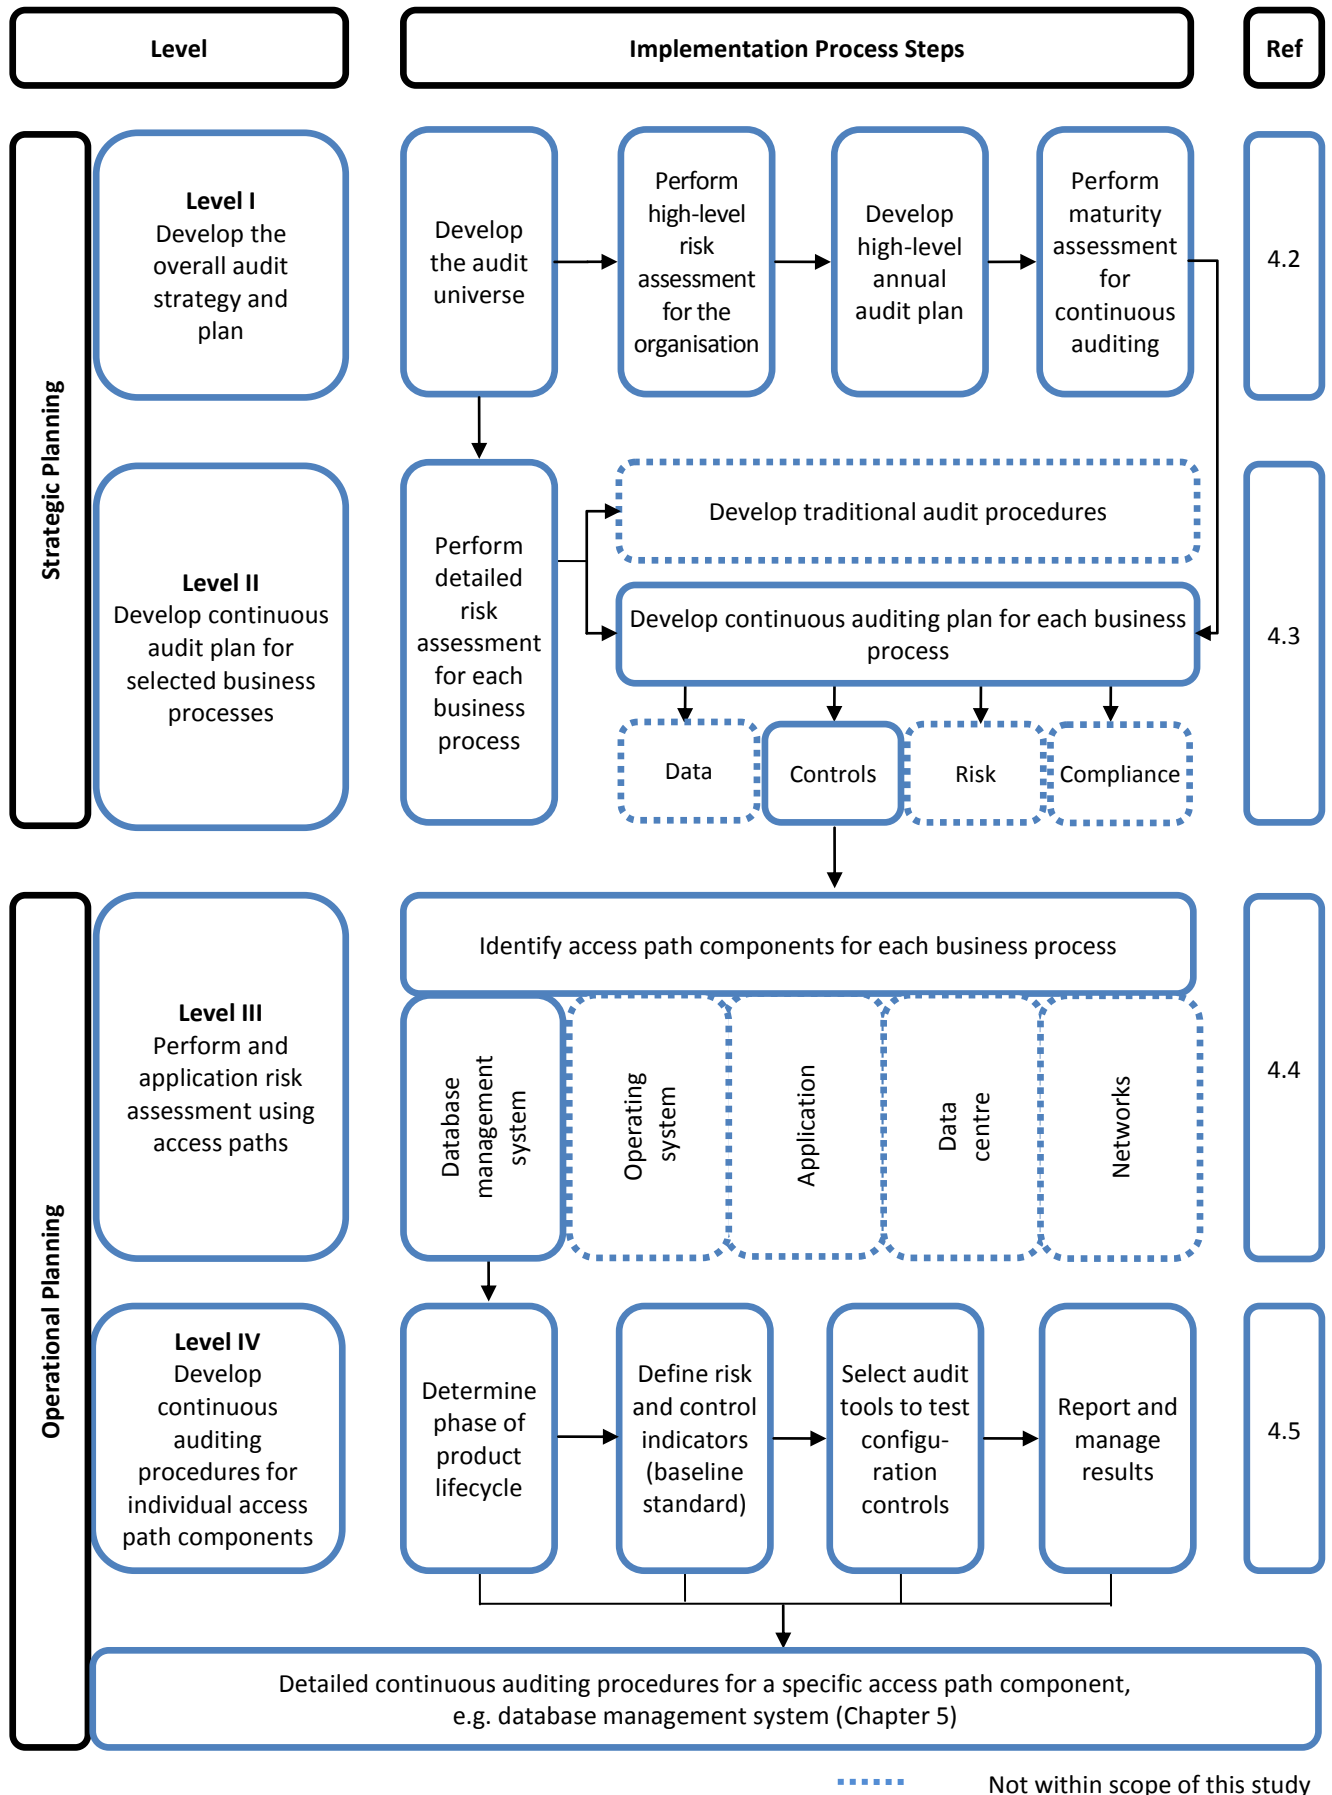 Level
Implementation Process Steps
Ref
Strategic Planning
Level I
Develop the
overall audit
strategy and
plan
Develop
the audit
universe
Perform
high-level
risk
assessment
for the
organisation
Develop
high-level
annual
audit plan
Perform
maturity
assessment
for
continuous
auditing
4.2
Level II
Develop continuous
audit plan for
selected business
processes
Perform
detailed
risk
assessment
for each
business
process
Develop traditional audit procedures
Develop continuous auditing plan for each business
process
Data
Controls
Risk
Compliance
4.3
Operational Planning
Level III
Perform and
application risk
assessment using
access paths
Identify access path components for each business process
Database
management
system
Operating
system
Application
Data
centre
Networks
4.4
Level IV
Develop
continuous
auditing
procedures for
individual access
path components
Determine
phase of
product
lifecycle
Define risk
and control
indicators
(baseline
standard)
Select audit
tools to test
configu-
ration
controls
Report and
manage
results
4.5
Detailed continuous auditing procedures for a specific access path component,
e.g. database management system (Chapter 5)
Not within scope of this study